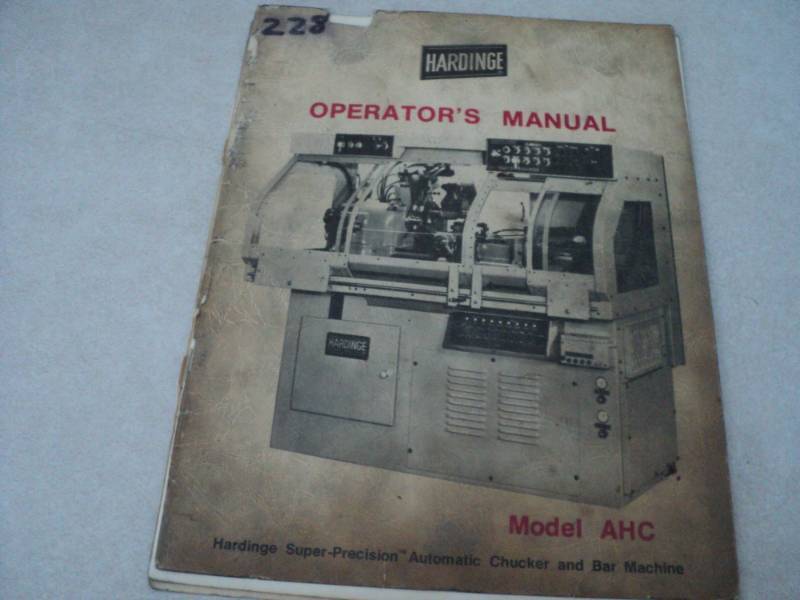 228
HARDINGE
OPERATOR'S MANUAL
HARDINGE
Model AHC
Hardinge Super-Precision™ Automatic Chucker and Bar Machine